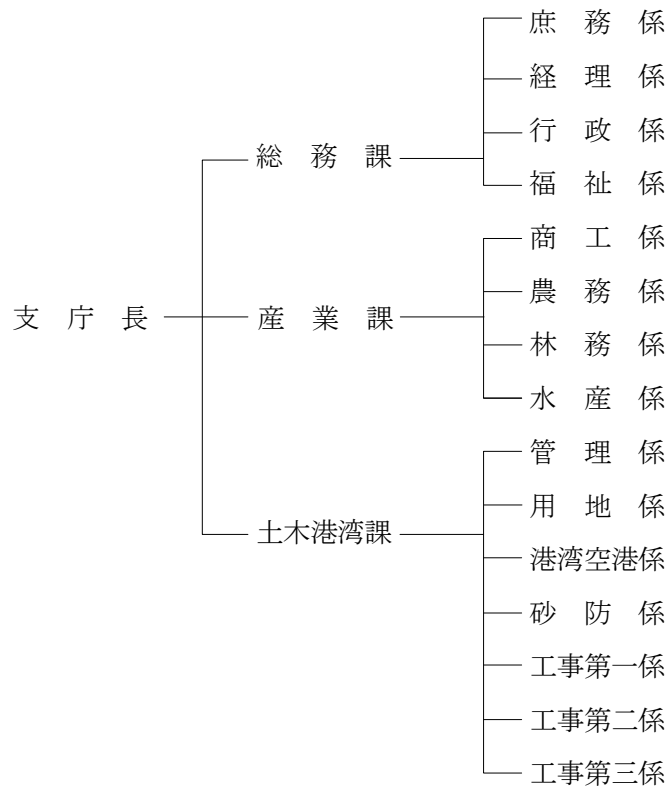 支庁長
総務課
庶務係
経理係
行政係
福祉係
産業課
商工係
農務係
林務係
水産係
土木港湾課
管理係
用地係
港湾空港係
砂防係
工事第一係
工事第二係
工事第三係